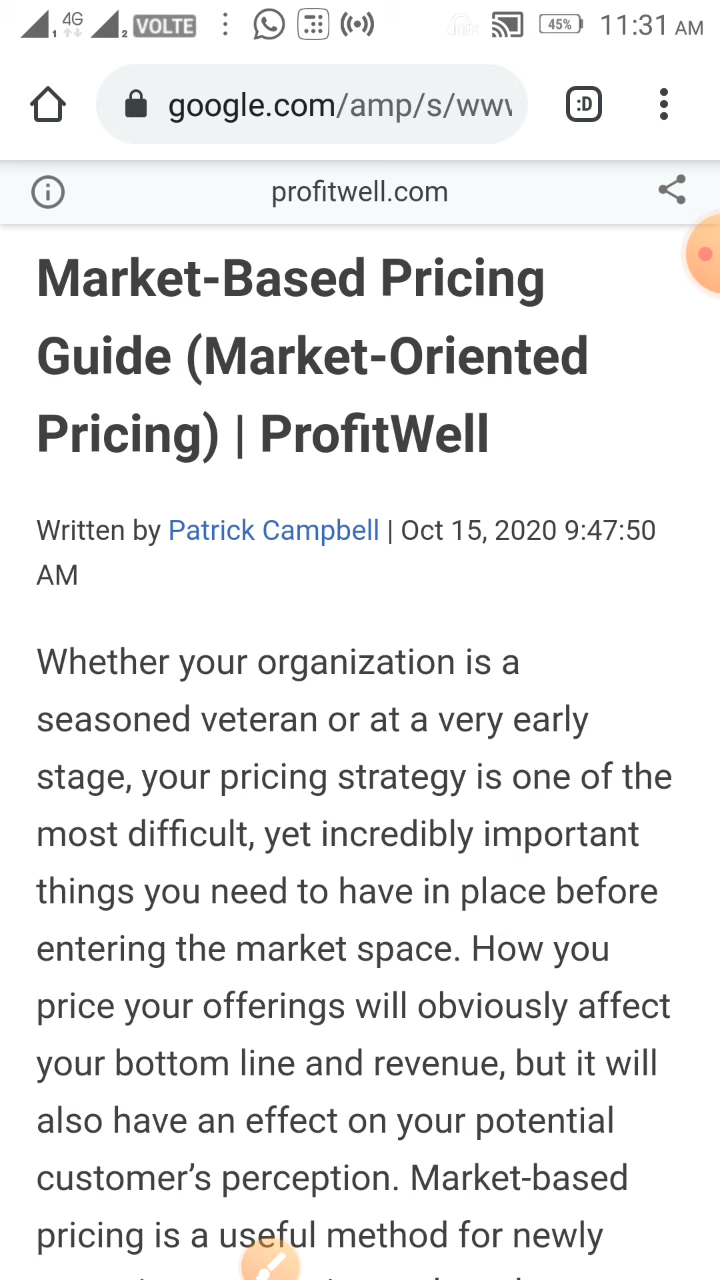 1 4G 2 VOLTE 45% 11:31 AM
google.com/amp/s/www :D
profitwell.com
Market-Based Pricing
Guide (Market-Oriented
Pricing) | ProfitWell
Written by Patrick Campbell | Oct 15, 2020 9:47:50
AM
Whether your organization is a
seasoned veteran or at a very early
stage, your pricing strategy is one of the
most difficult, yet incredibly important
things you need to have in place before
entering the market space. How you
price your offerings will obviously affect
your bottom line and revenue, but it will
also have an effect on your potential
customer’s perception. Market-based
pricing is a useful method for newly